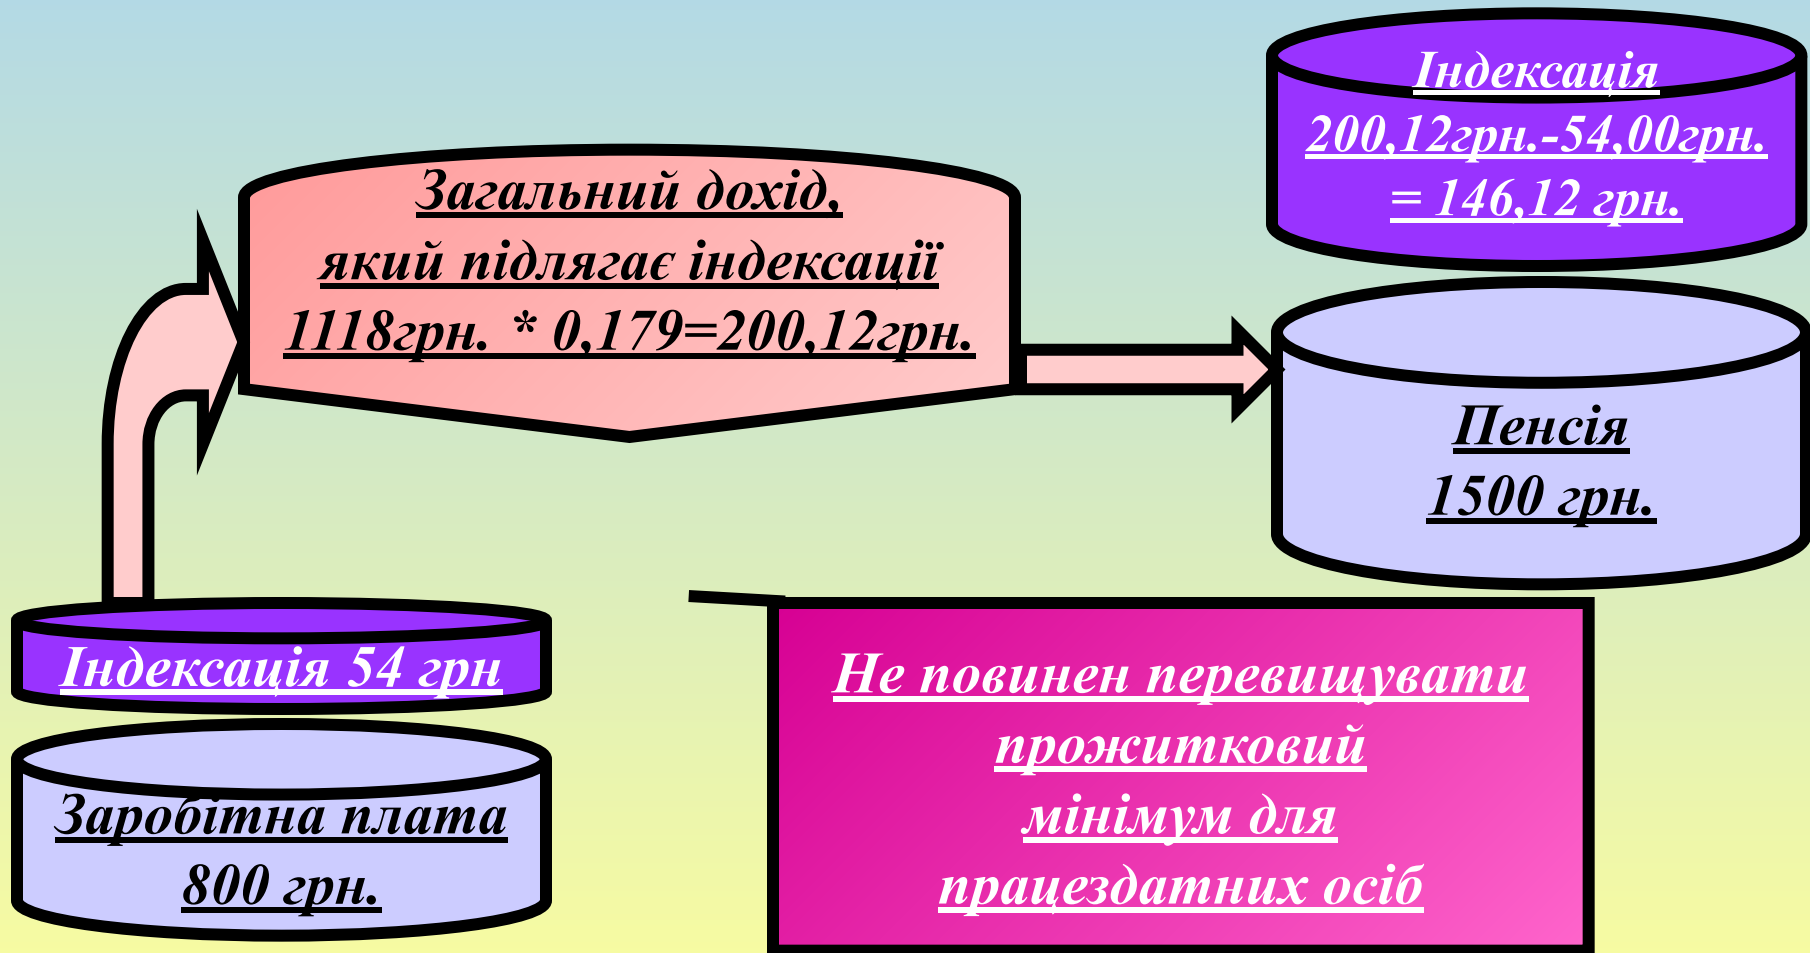 Індексація
200,12грн.-54,00грн.
= 146,12 грн.
Загальний дохід,
який підлягає індексації
1118грн. * 0,179=200,12грн.
Пенсія
1500 грн.
Індексація 54 грн
Заробітна плата
800 грн.
Не повинен перевищувати
прожитковий
мінімум для
працездатних осіб